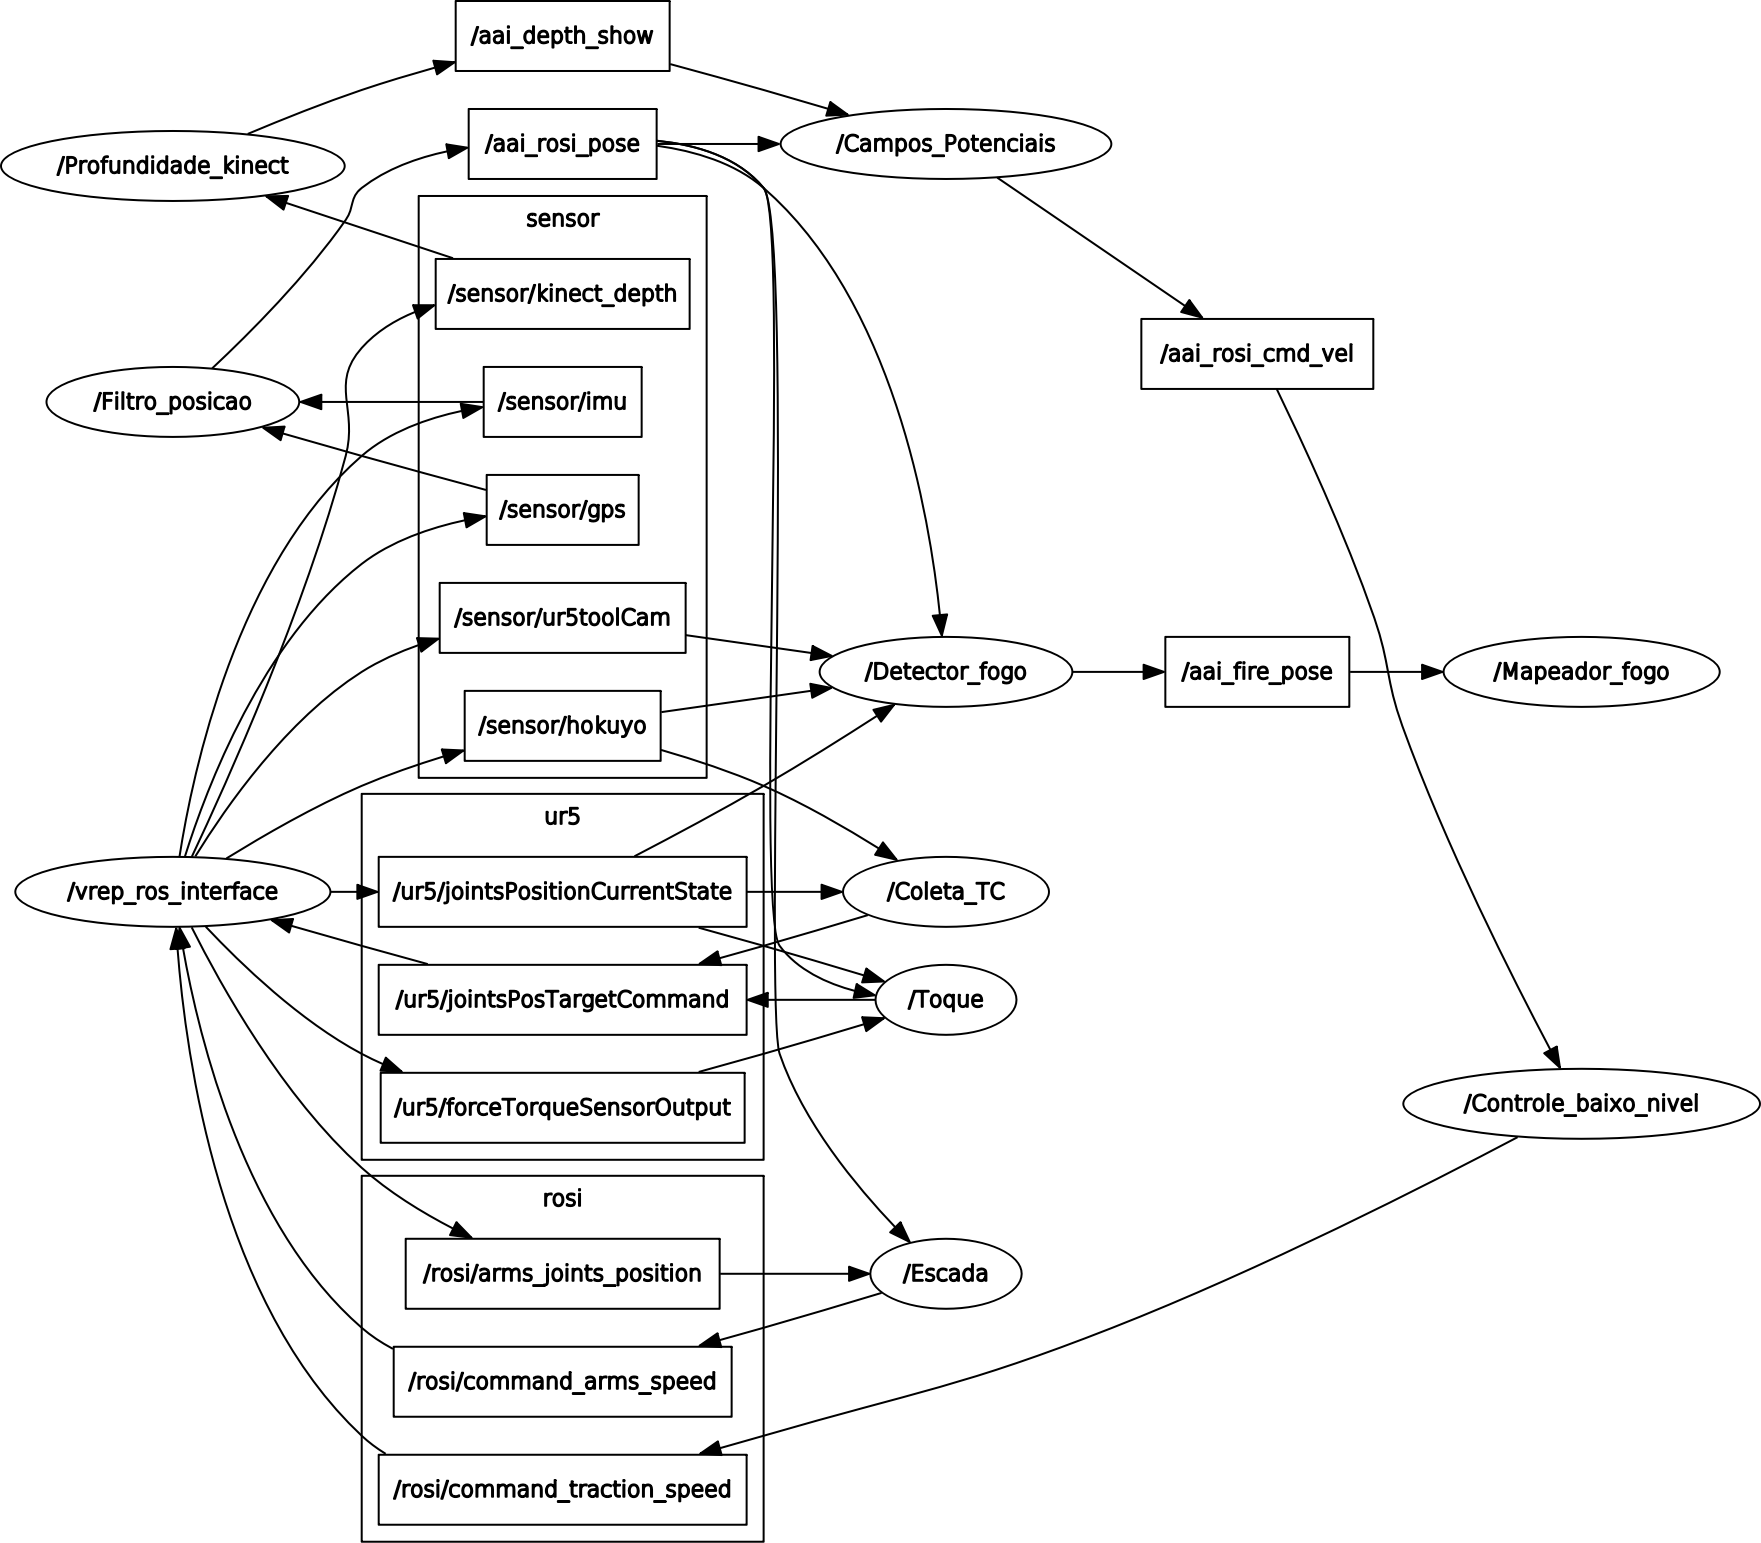 /aai_depth_show
/aai_rosi_pose
/Campos_Potenciais
/Profundidade_kinect
sensor
/sensor/kinect_depth
/aai_rosi_cmd_vel
/Filtro_posicao
/sensor/imu
/sensor/gps
/sensor/ur5toolCam
/Detector_fogo
/aai_fire_pose
/Mapeador_fogo
/sensor/hokuyo
ur5
/vrep_ros_interface
/ur5/jointsPositionCurrentState
/Coleta_TC
/ur5/jointsPosTargetCommand
/Toque
/ur5/forceTorqueSensorOutput
/Controle_baixo_nivel
rosi
/rosi/arms_joints_position
/Escada
/rosi/command_arms_speed
/rosi/command_traction_speed